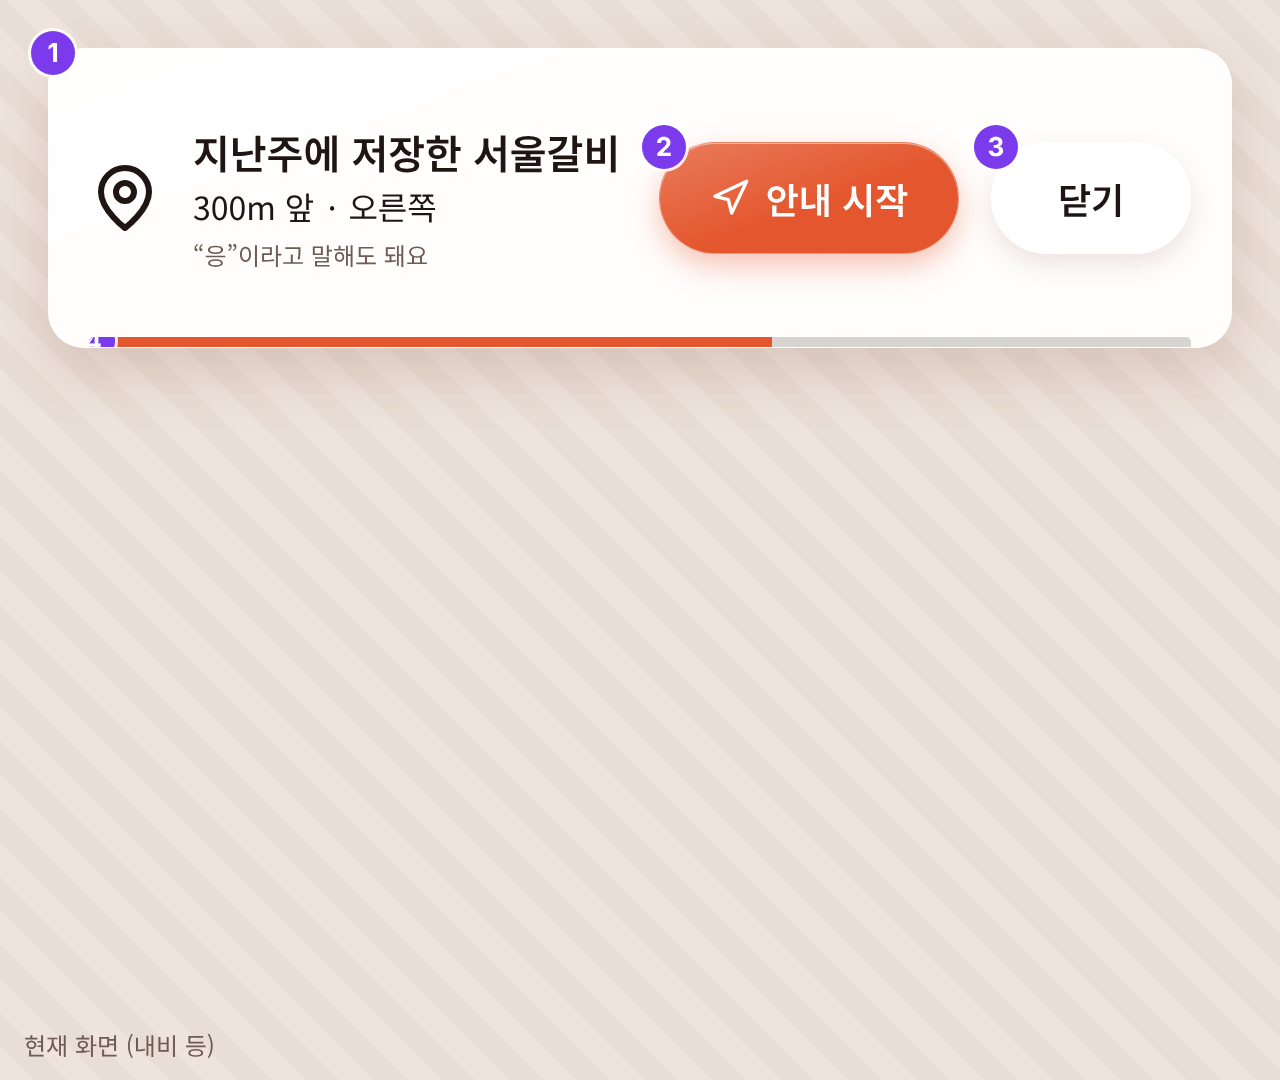 1
지난주에 저장한 서울갈비
300m 앞 · 오른쪽
“응”이라고 말해도 돼요
2
안내 시작
3
닫기
현재 화면 (내비 등)